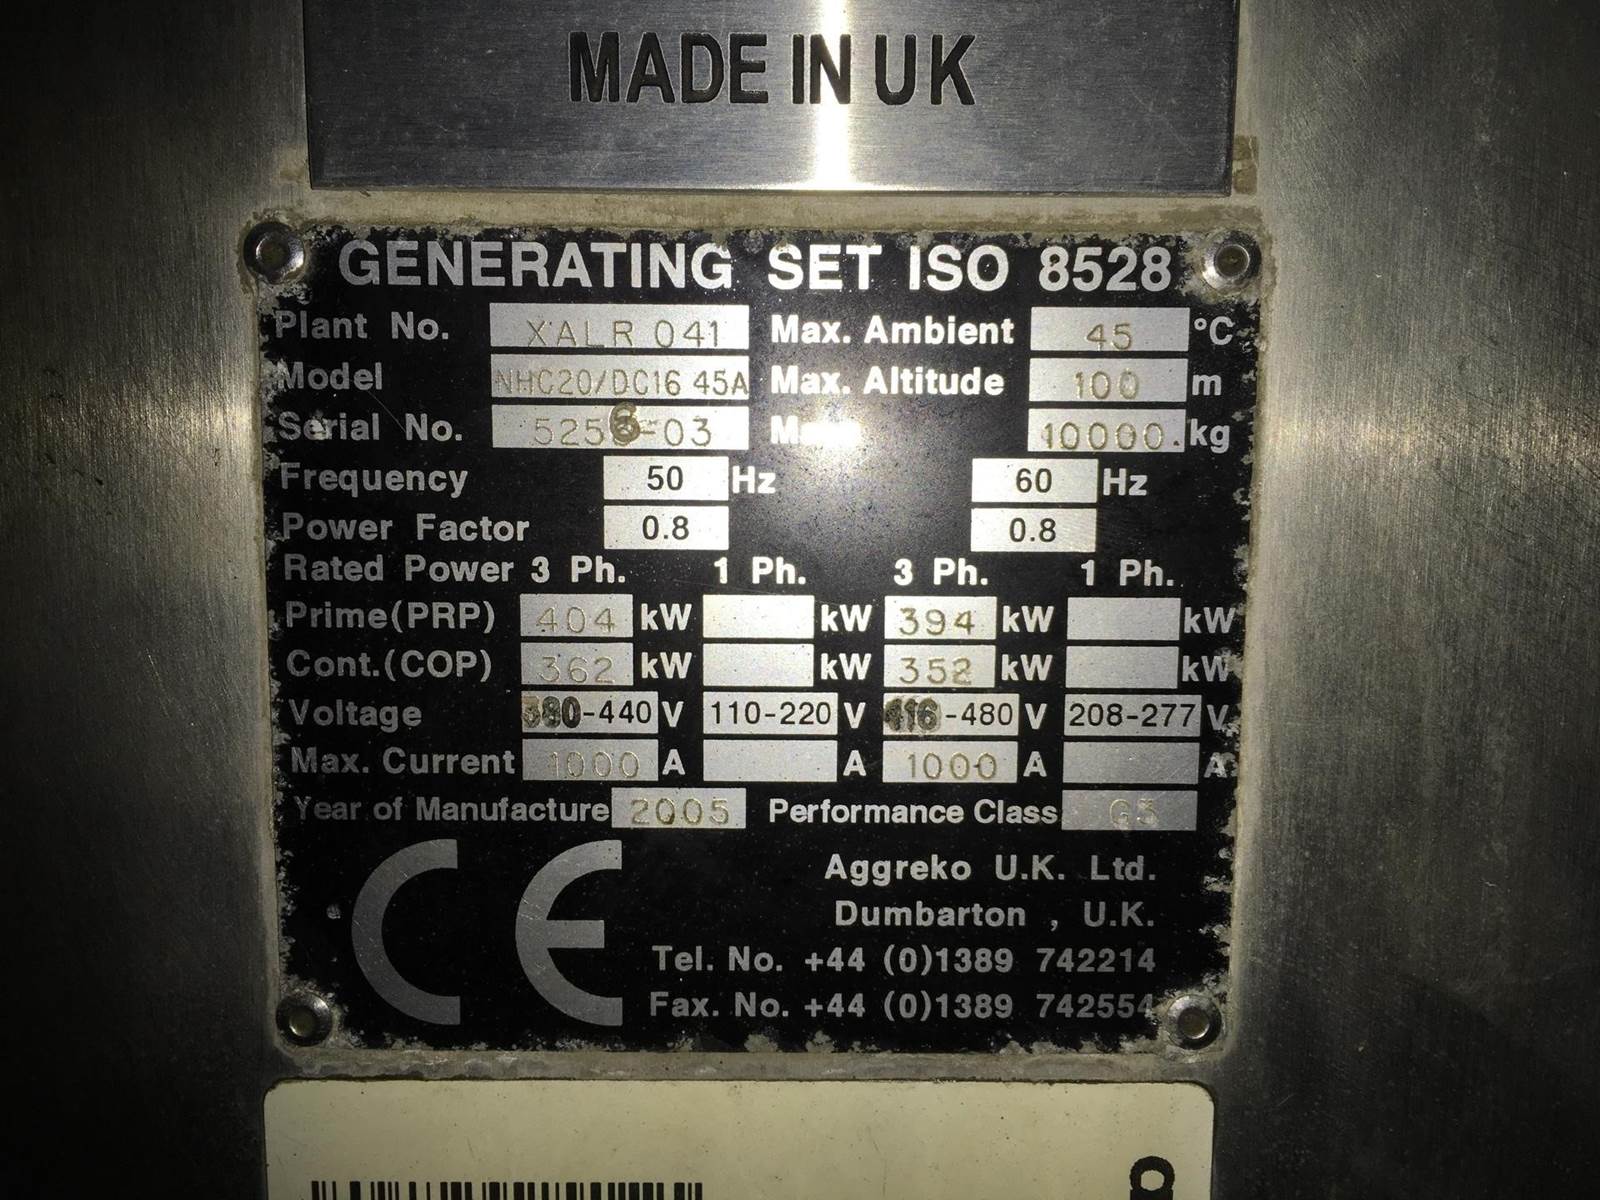 MADE IN UK
GENERATING SET ISO 8528
Plant No. XALR 041 Max. Ambient 45 °C
Model NHC20/DC16 45A Max. Altitude 100 m
Serial No. 5256-03 10000. kg
Frequency 50 Hz 60 Hz
Power Factor 0.8 0.8
Rated Power 3 Ph. 1 Ph. 3 Ph. 1 Ph.
Prime(PRP) 404 kW kW 394 kW kW
Cont.(COP) 362 kW kW 352 kW kW
Voltage 380-440 V 110-220 V 416-480 V 208-277 V
Max. Current 1000 A A 1000 A A
Year of Manufacture 2005 Performance Class G3
CE
Aggreko U.K. Ltd.
Dumbarton , U.K.
Tel. No. +44 (0)1389 742214
Fax. No. +44 (0)1389 742554